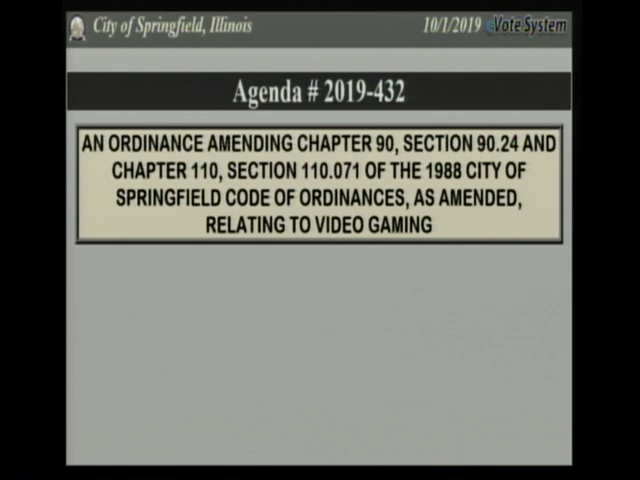 City of Springfield, Illinois 10/1/2019 eVote System
Agenda # 2019-432
AN ORDINANCE AMENDING CHAPTER 90, SECTION 90.24 AND
CHAPTER 110, SECTION 110.071 OF THE 1988 CITY OF
SPRINGFIELD CODE OF ORDINANCES, AS AMENDED,
RELATING TO VIDEO GAMING